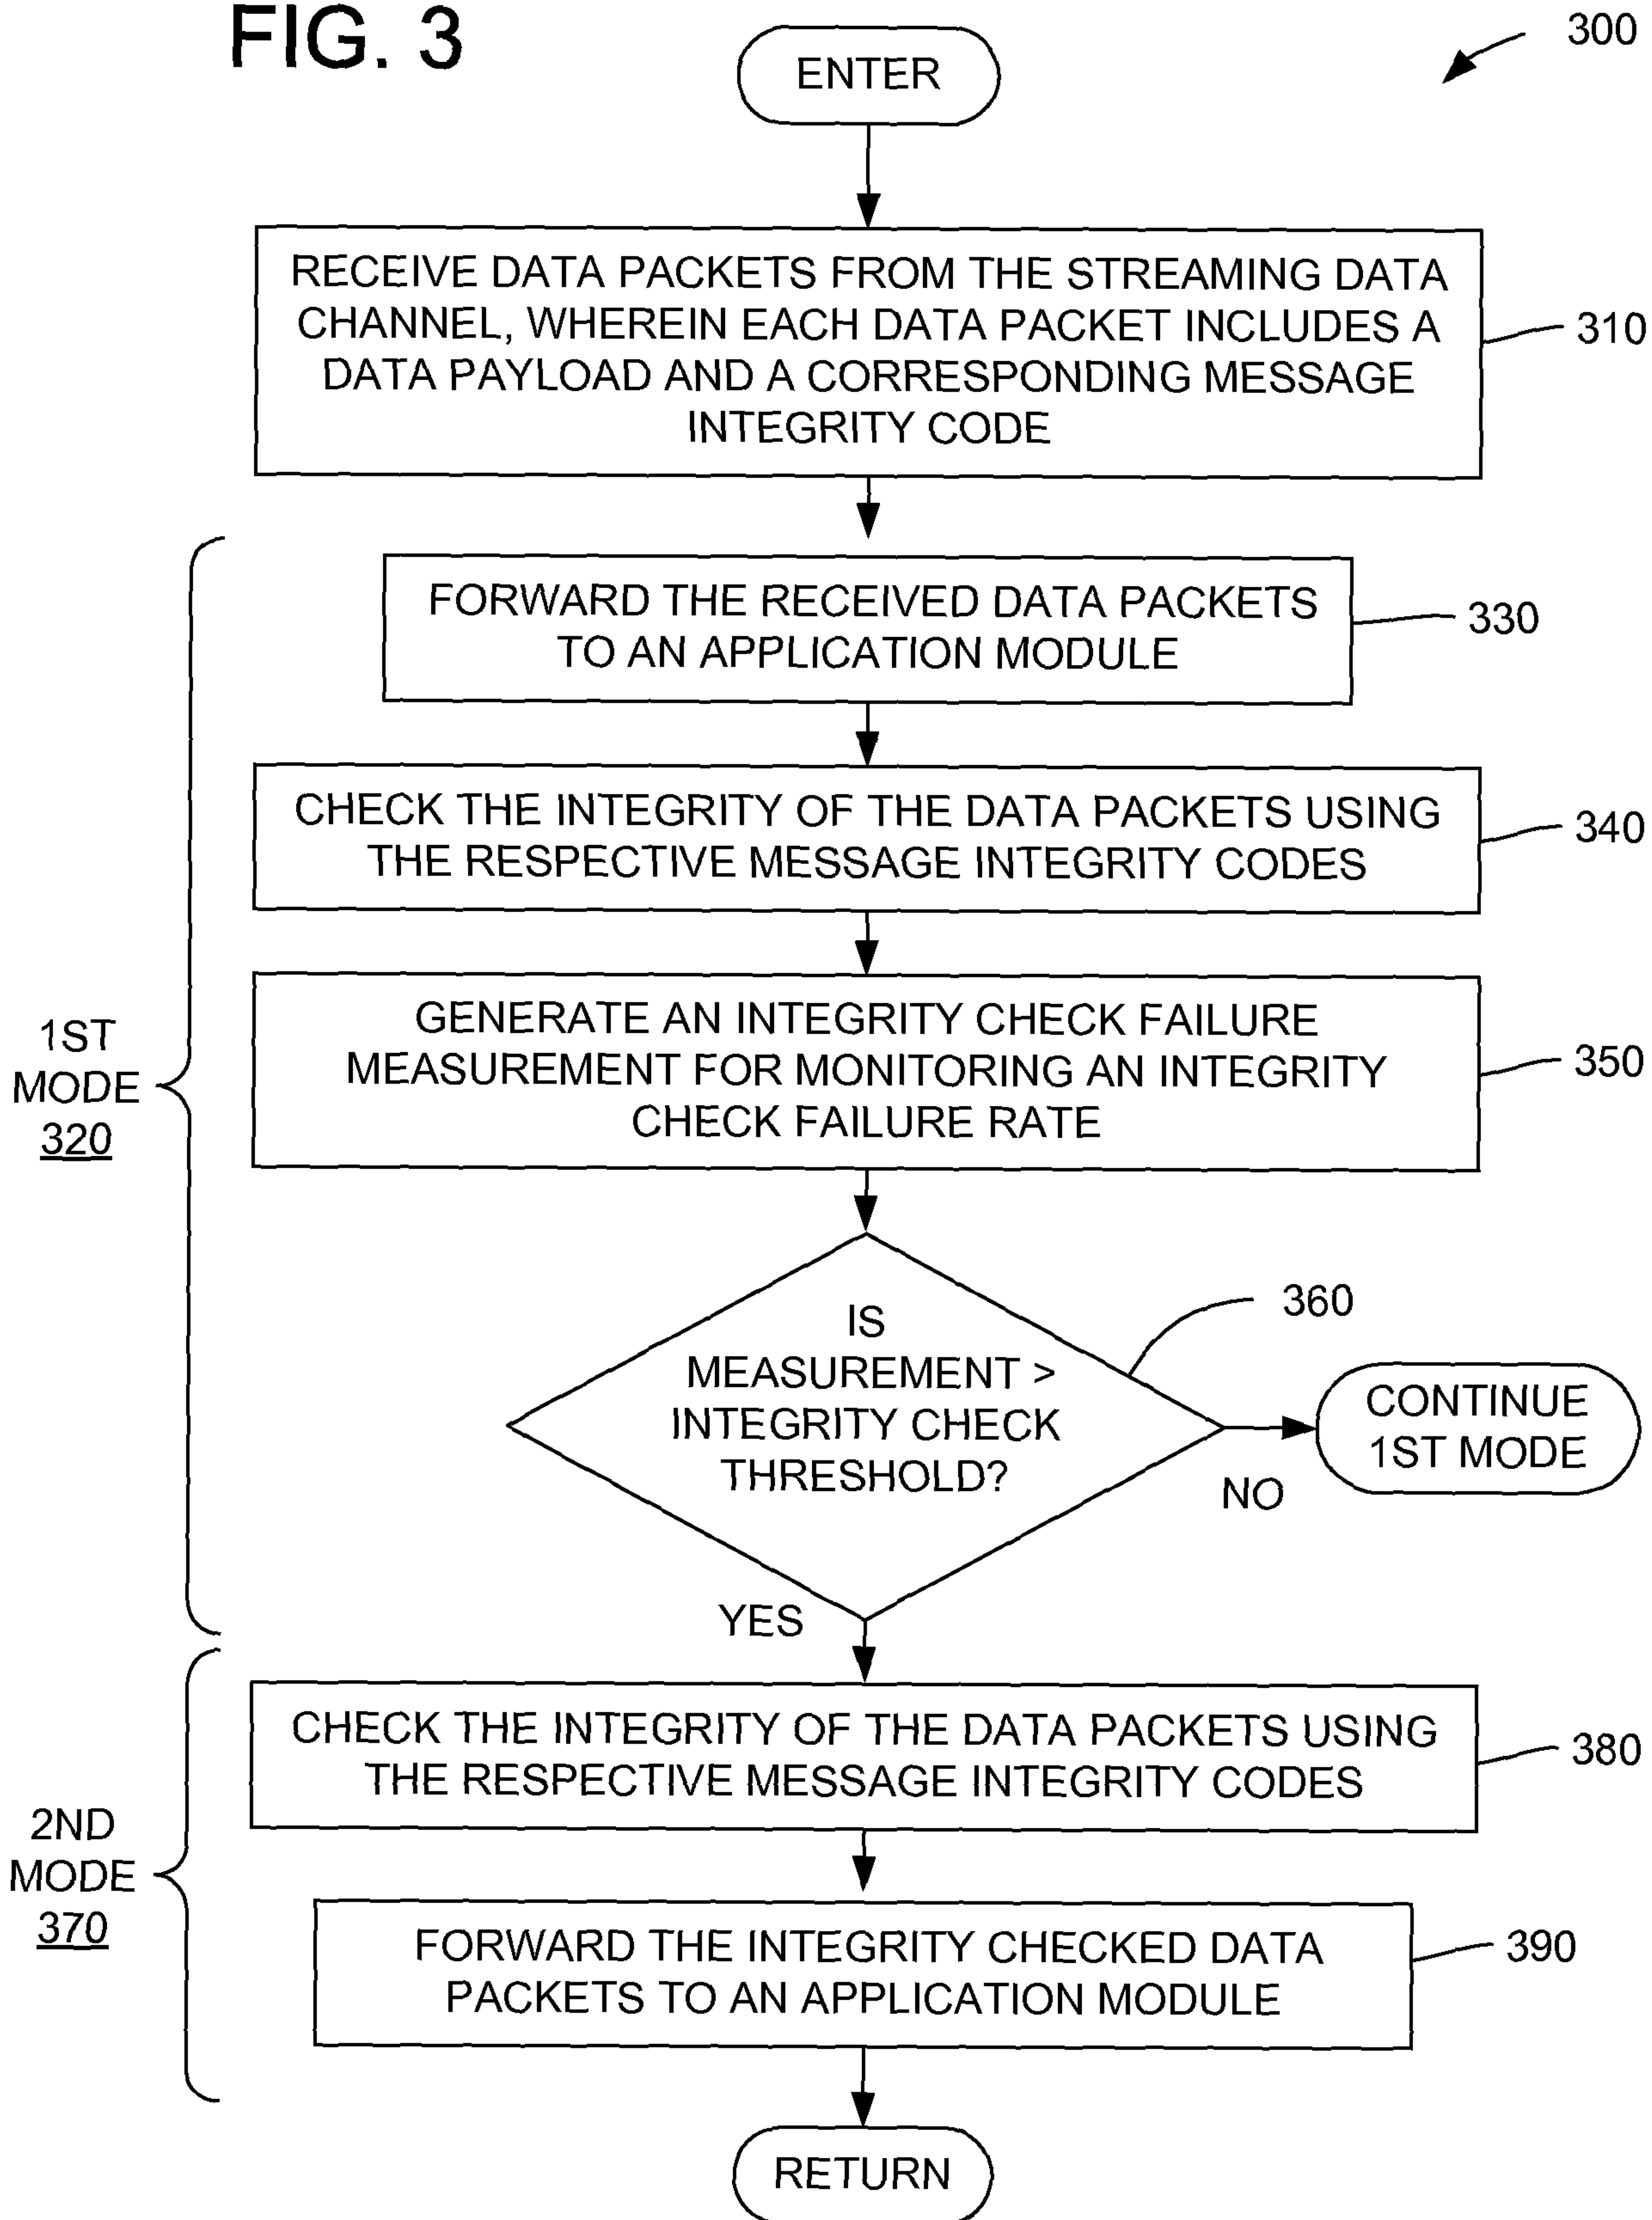 FIG. 3
300
ENTER
RECEIVE DATA PACKETS FROM THE STREAMING DATA
CHANNEL, WHEREIN EACH DATA PACKET INCLUDES A
DATA PAYLOAD AND A CORRESPONDING MESSAGE
INTEGRITY CODE
310
FORWARD THE RECEIVED DATA PACKETS
TO AN APPLICATION MODULE
330
CHECK THE INTEGRITY OF THE DATA PACKETS USING
THE RESPECTIVE MESSAGE INTEGRITY CODES
340
1ST
MODE
320
GENERATE AN INTEGRITY CHECK FAILURE
MEASUREMENT FOR MONITORING AN INTEGRITY
CHECK FAILURE RATE
350
IS
MEASUREMENT >
INTEGRITY CHECK
THRESHOLD?
360
NO
CONTINUE
1ST MODE
YES
CHECK THE INTEGRITY OF THE DATA PACKETS USING
THE RESPECTIVE MESSAGE INTEGRITY CODES
380
2ND
MODE
370
FORWARD THE INTEGRITY CHECKED DATA
PACKETS TO AN APPLICATION MODULE
390
RETURN